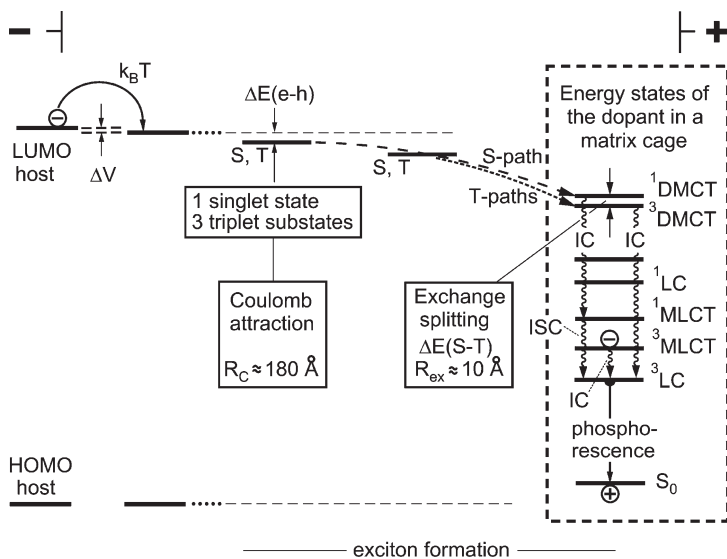 − +
k_BT
ΔE(e-h)
Energy states
of the dopant in a
matrix cage
LUMO
host
ΔV
S, T
S, T
S-path
T-paths
1 singlet state
3 triplet substates
¹DMCT
³DMCT
IC IC
Coulomb
attraction
R_C ≈ 180 Å
Exchange
splitting
ΔE(S-T)
R_ex ≈ 10 Å
¹LC
¹MLCT
ISC
−
³MLCT
³LC
IC
phospho-
rescence
HOMO
host
S₀
+
exciton formation